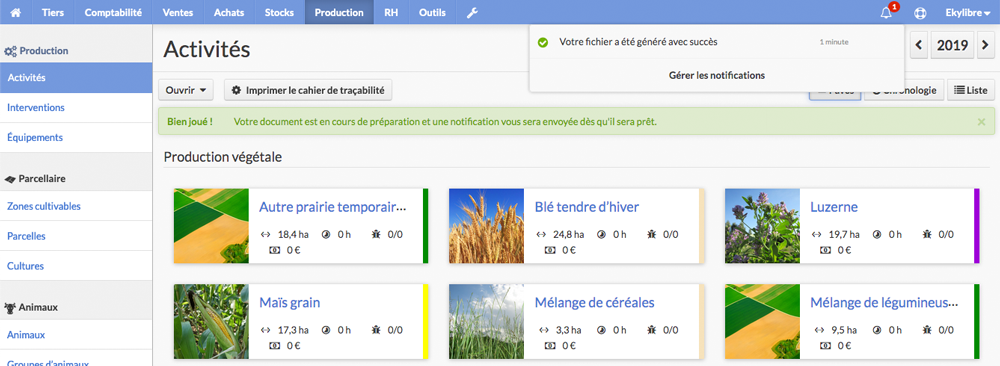 Tiers Comptabilité Ventes Achats Stocks Production RH Outils 1 Ekylibre
Production
Activités
Interventions
Équipements
Parcellaire
Zones cultivables
Parcelles
Cultures
Animaux
Animaux
Groupes d'animaux
Activités
Votre fichier a été généré avec succès 1 minute
Gérer les notifications
2019
Ouvrir Imprimer le cahier de traçabilité
Chronologie Liste
Bien joué ! Votre document est en cours de préparation et une notification vous sera envoyée dès qu'il sera prêt. ×
Production végétale
Autre prairie temporair...
18,4 ha 0 h 0/0
0 €
Blé tendre d'hiver
24,8 ha 0 h 0/0
0 €
Luzerne
19,7 ha 0 h 0/0
0 €
Maïs grain
17,3 ha 0 h 0/0
0 €
Mélange de céréales
3,3 ha 0 h 0/0
0 €
Mélange de légumineus...
9,5 ha 0 h 0/0
0 €